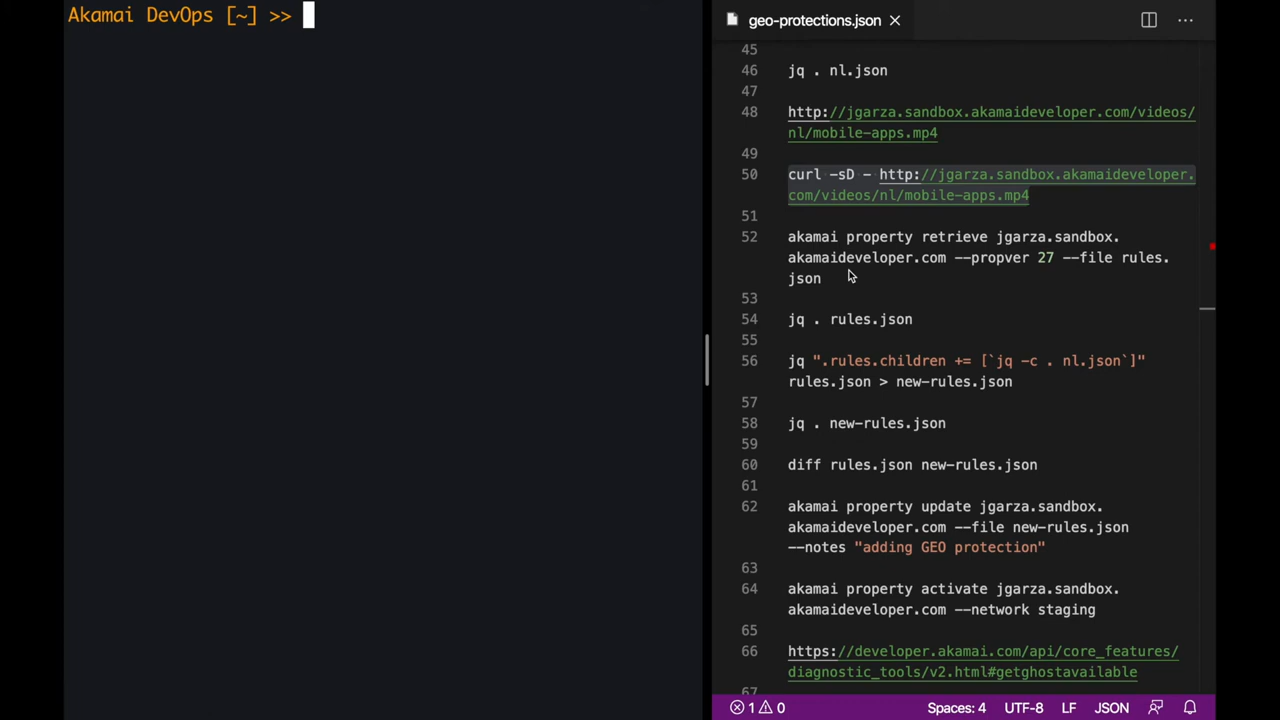 Akamai DevOps [~] >>
geo-protections.json
45
46 jq . nl.json
47
48 http://jgarza.sandbox.akamaideveloper.com/videos/
nl/mobile-apps.mp4
49
50 curl -sD - http://jgarza.sandbox.akamaideveloper.
com/videos/nl/mobile-apps.mp4
51
52 akamai property retrieve jgarza.sandbox.
akamaideveloper.com --propver 27 --file rules.
json
53
54 jq . rules.json
55
56 jq ".rules.children += [`jq -c . nl.json`]"
rules.json > new-rules.json
57
58 jq . new-rules.json
59
60 diff rules.json new-rules.json
61
62 akamai property update jgarza.sandbox.
akamaideveloper.com --file new-rules.json
--notes "adding GEO protection"
63
64 akamai property activate jgarza.sandbox.
akamaideveloper.com --network staging
65
66 https://developer.akamai.com/api/core_features/
diagnostic_tools/v2.html#getghostavailable
67
1 0 Spaces: 4 UTF-8 LF JSON